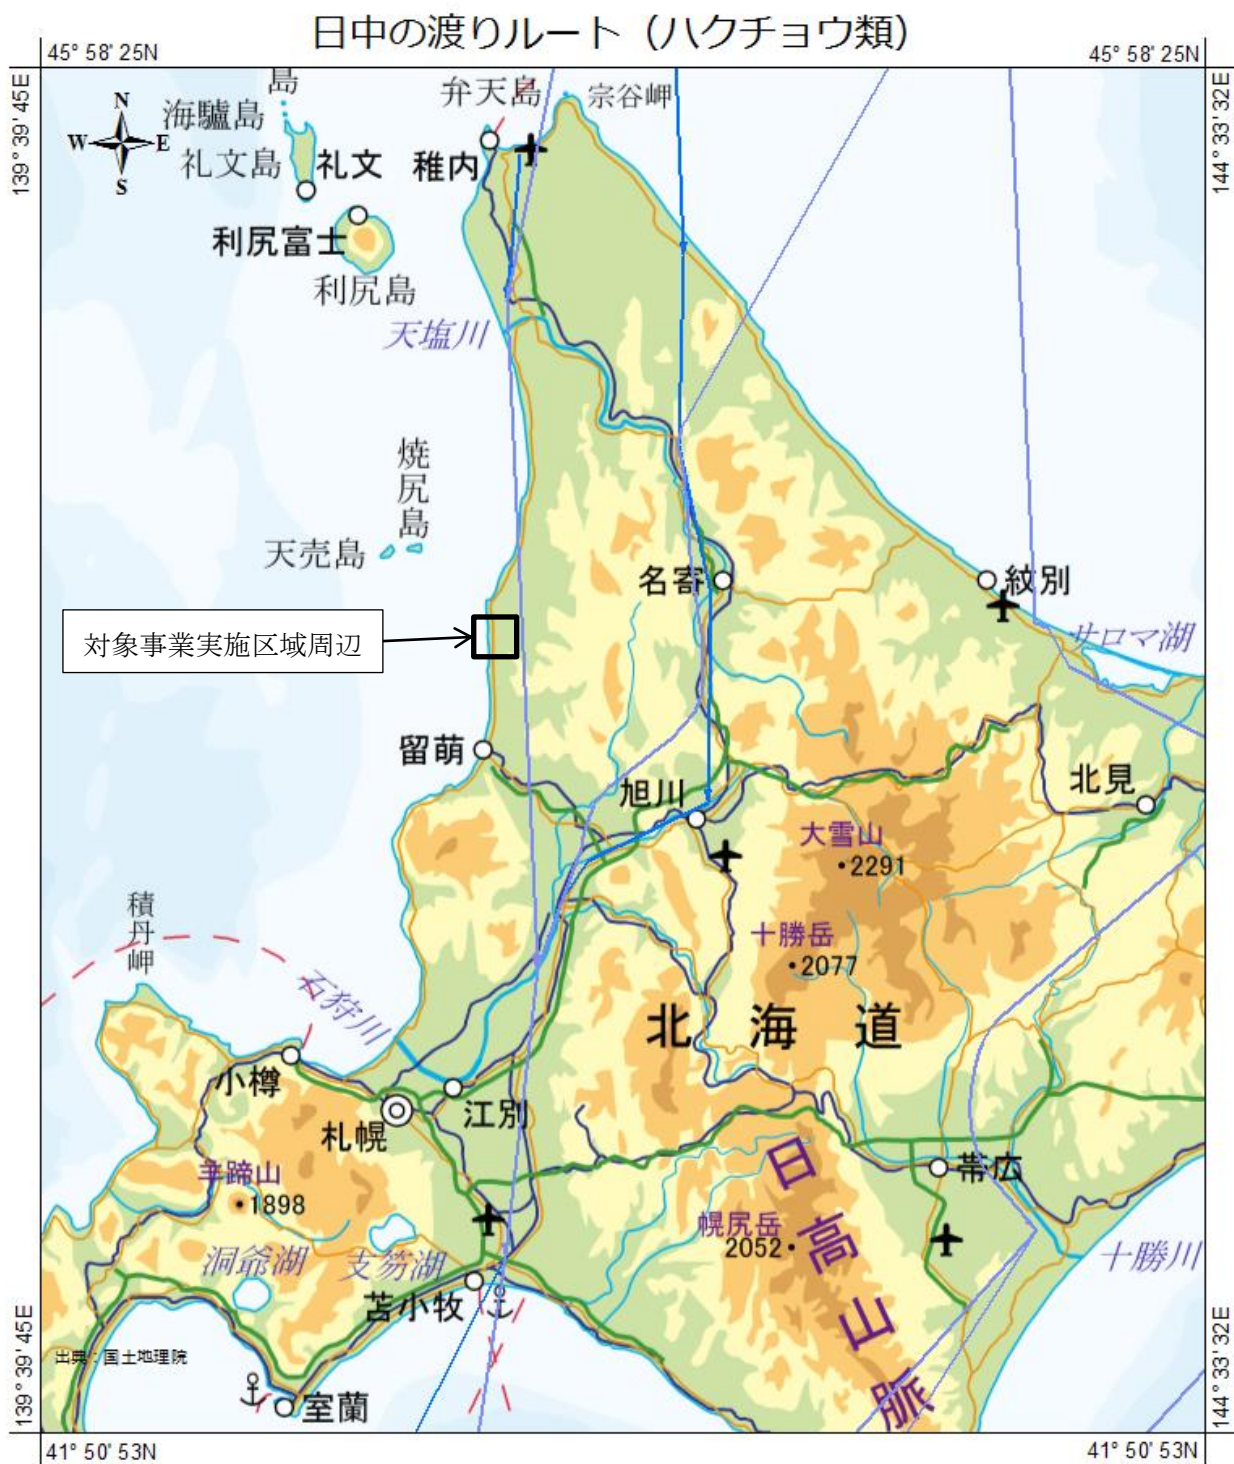 日中の渡りルート（ハクチョウ類）
45° 58' 25N
45° 58' 25N
139° 39' 45E
144° 33' 32E
N
W
E
S
島
海驢島
礼文島
礼文
利尻富士
利尻島
弁天島
宗谷岬
稚内
天塩川
焼尻島
天売島
名寄
紋別
サロマ湖
対象事業実施区域周辺
留萌
旭川
北見
大雪山
2291
十勝岳
2077
積丹岬
石狩川
北海道
小樽
江別
札幌
羊蹄山
1898
日高山脈
帯広
幌尻岳
2052
十勝川
洞爺湖
支笏湖
苫小牧
室蘭
出典：国土地理院
139° 39' 45E
144° 33' 32E
41° 50' 53N
41° 50' 53N